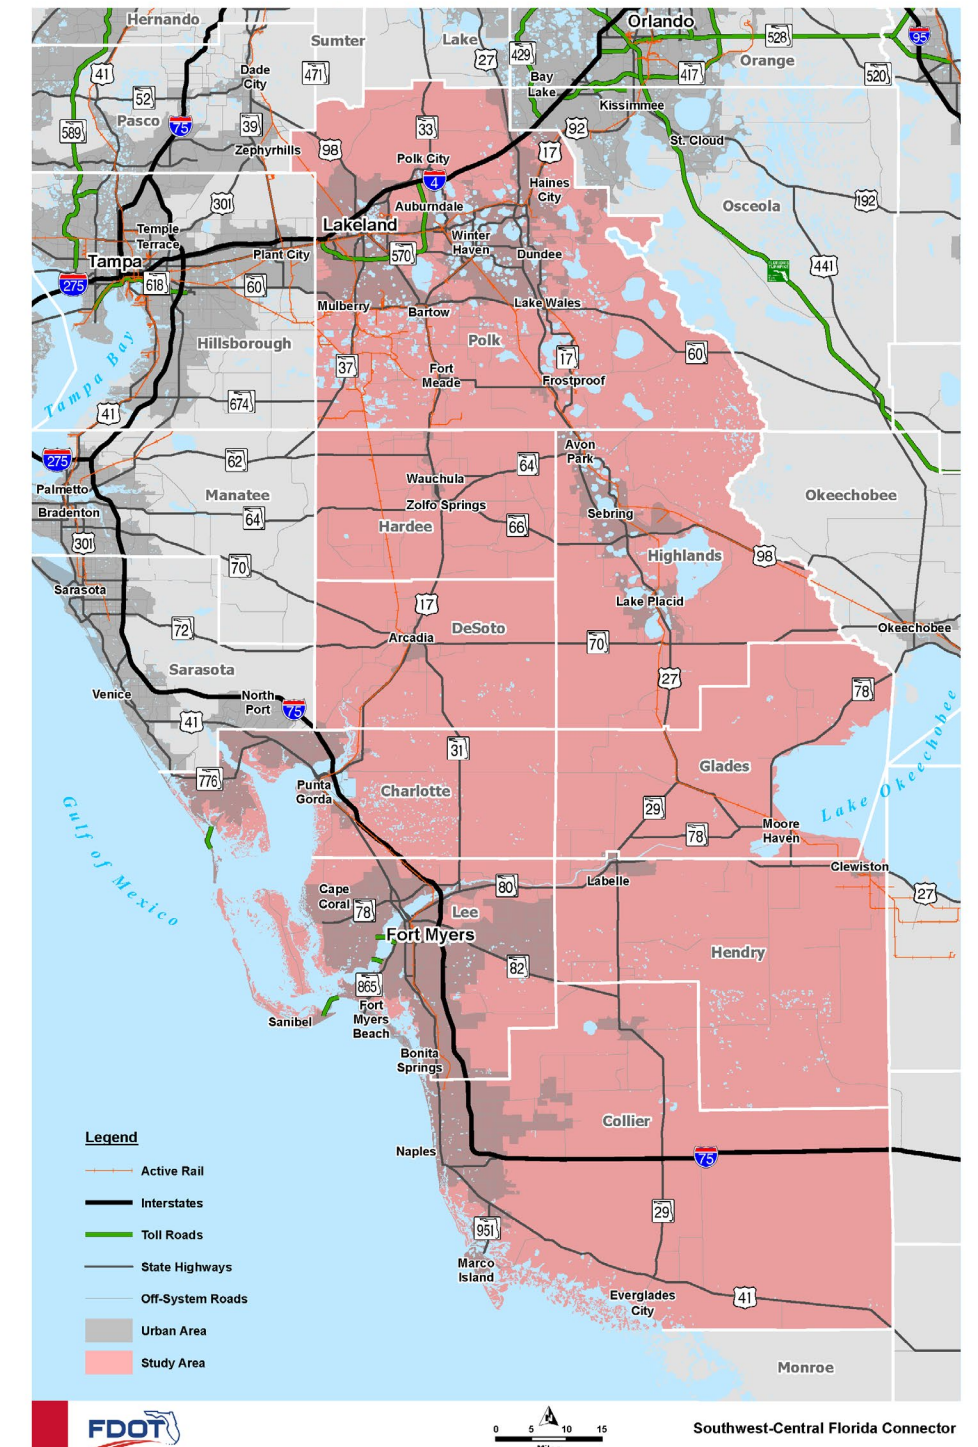 Hernando
Sumter
Lake
Orlando
41
27
429
528
95
471
Dade
City
Bay
Lake
417
Orange
520
52
Pasco
75
39
Kissimmee
589
33
92
St. Cloud
Zephyrhills
98
Polk City
17
4
Haines
City
301
Auburndale
Osceola
192
Lakeland
Temple
Terrace
Winter
Haven
Plant City
570
Dundee
Tampa
441
275
618
60
Mulberry
Bartow
Lake Wales
Tampa Bay
Hillsborough
Polk
37
17
60
Fort
Meade
Frostproof
674
41
275
62
64
Avon
Park
Wauchula
Palmetto
Manatee
Okeechobee
Bradenton
64
Zolfo Springs
Sebring
Hardee
66
301
70
Highlands
98
Sarasota
17
Lake Placid
72
DeSoto
Okeechobee
Arcadia
70
Sarasota
27
Venice
North
Port
75
78
41
31
Glades
776
Punta
Gorda
Charlotte
29
Lake Okeechobee
Gulf of Mexico
78
Moore
Haven
Clewiston
80
Labelle
27
Cape
Coral
78
Lee
Fort Myers
Hendry
82
865
Fort
Myers
Beach
Sanibel
Bonita
Springs
Collier
Legend
Naples
75
Active Rail
Interstates
29
951
Toll Roads
State Highways
Marco
Island
Off-System Roads
Everglades
City
41
Urban Area
Study Area
Monroe
FDOT
0 5 10 15
Southwest-Central Florida Connector